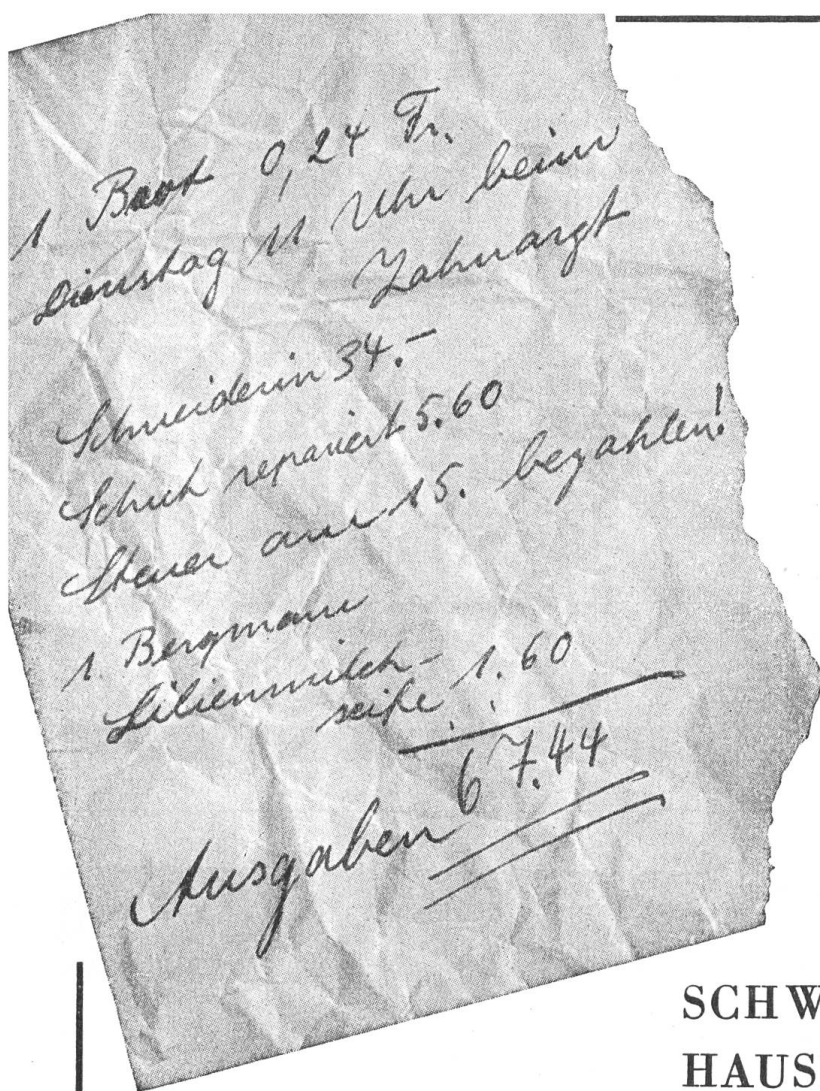 1 Brot 0,24 Fr.
Dienstag 11 Uhr beim
Zahnarzt
Schneiderin 34.–
Schuh repariert 5.60
Steuer am 15. bezahlen!
1. Bergmann
Lilienmilch-
seife 1.60
Ausgaben 67.44
SCHW
HAUS